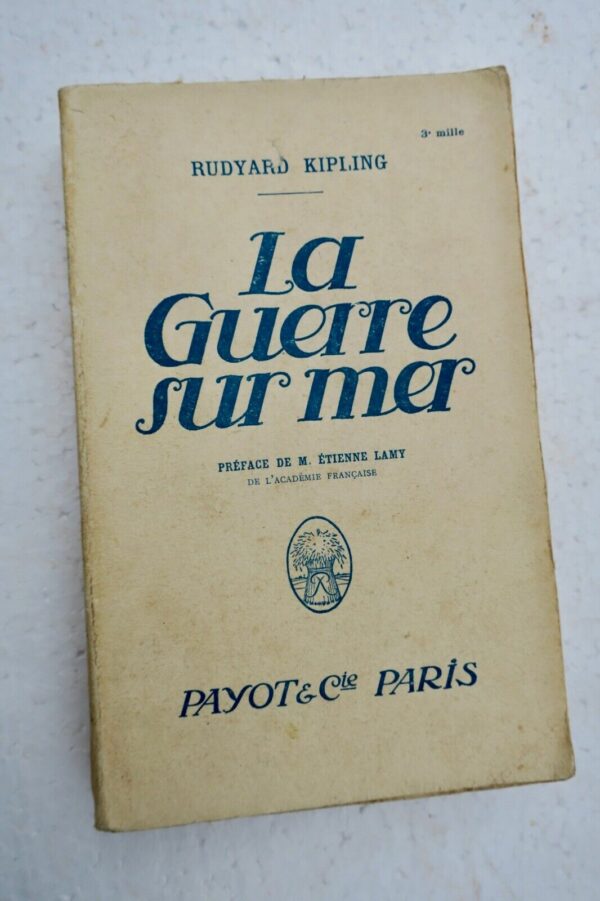 3e mille
RUDYARD KIPLING
La
Guerre
sur mer
PRÉFACE DE M. ÉTIENNE LAMY
DE L'ACADÉMIE FRANÇAISE
PAYOT & Cie PARIS